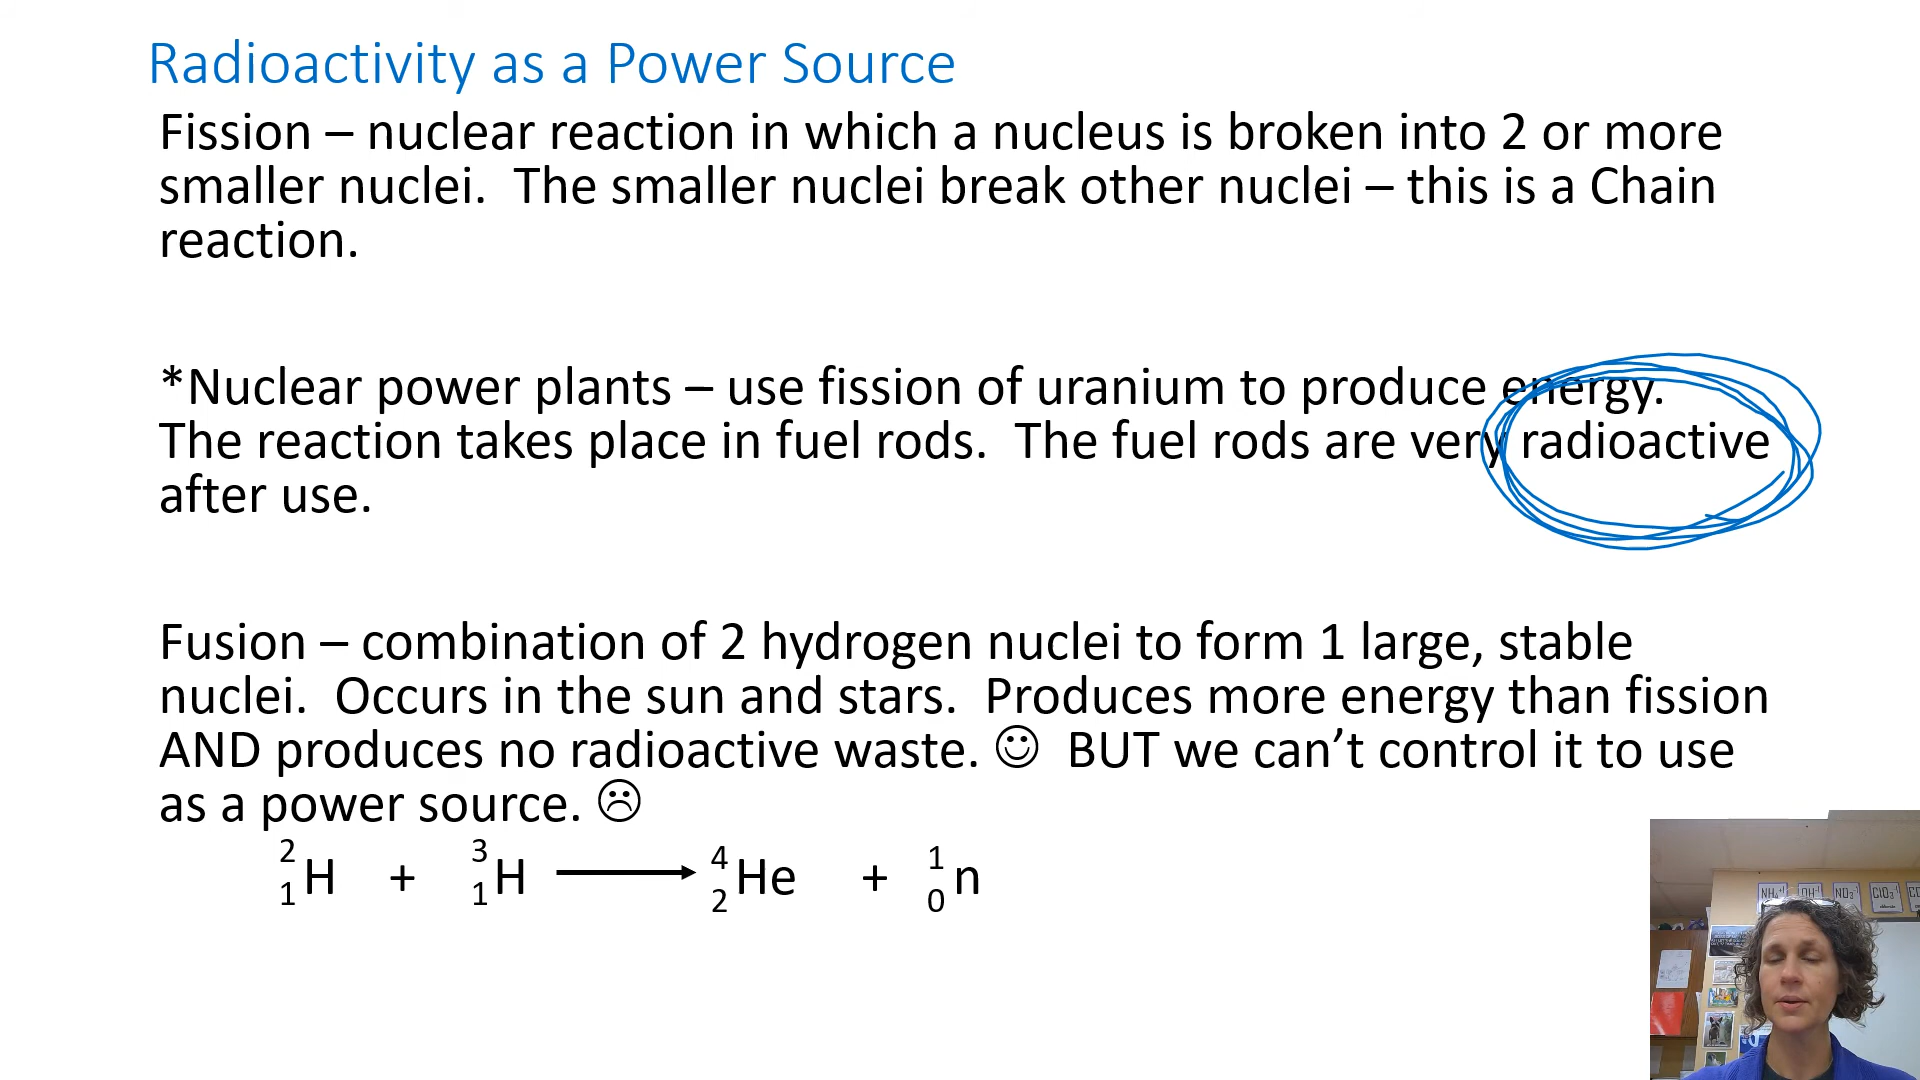 Radioactivity as a Power Source
Fission – nuclear reaction in which a nucleus is broken into 2 or more
smaller nuclei.  The smaller nuclei break other nuclei – this is a Chain
reaction.
*Nuclear power plants – use fission of uranium to produce energy.
The reaction takes place in fuel rods.  The fuel rods are very radioactive
after use.
Fusion – combination of 2 hydrogen nuclei to form 1 large, stable
nuclei.  Occurs in the sun and stars.  Produces more energy than fission
AND produces no radioactive waste. ☺  BUT we can’t control it to use
as a power source. ☹
²₁H + ³₁H ⟶ ⁴₂He + ¹₀n